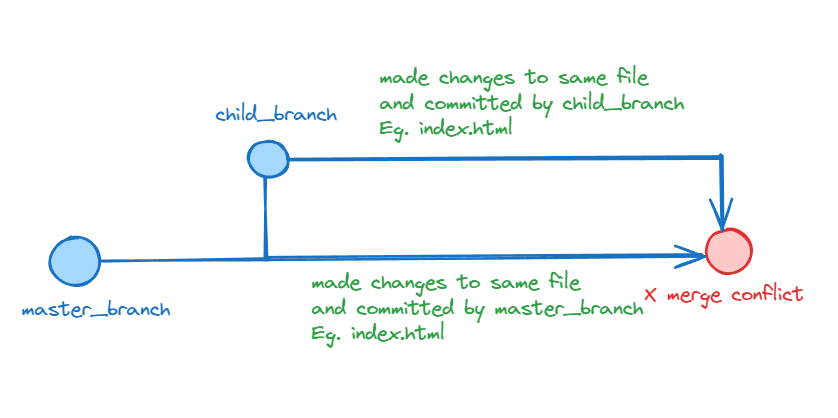 made changes to same file
and committed by child_branch
Eg. index.html
child_branch
master_branch
made changes to same file
and committed by master_branch
Eg. index.html
x merge conflict